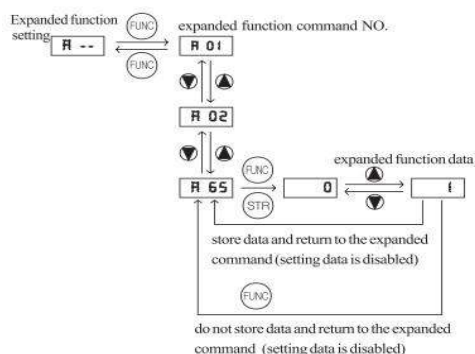 Expanded function
setting
FUNC
expanded function command NO.
A --
A 01
FUNC
A 02
A 65
FUNC
STR
0
expanded function data
1
store data and return to the expanded
command (setting data is disabled)
FUNC
do not store data and return to the expanded
command (setting data is disabled)